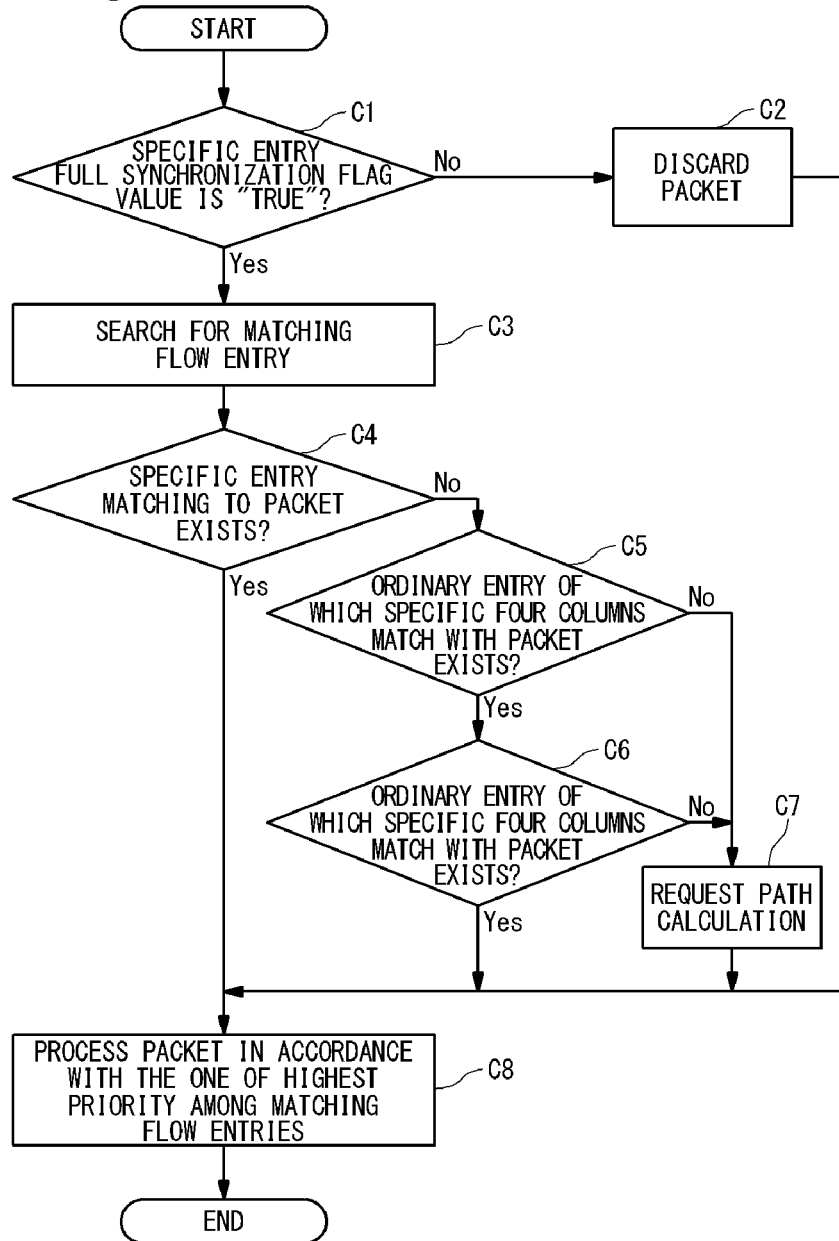 START
C1
SPECIFIC ENTRY
FULL SYNCHRONIZATION FLAG
VALUE IS "TRUE"?
No
C2
DISCARD
PACKET
Yes
SEARCH FOR MATCHING
FLOW ENTRY
C3
C4
SPECIFIC ENTRY
MATCHING TO PACKET
EXISTS?
No
Yes
C5
ORDINARY ENTRY OF
WHICH SPECIFIC FOUR COLUMNS
MATCH WITH PACKET
EXISTS?
No
Yes
C6
ORDINARY ENTRY OF
WHICH SPECIFIC FOUR COLUMNS
MATCH WITH PACKET
EXISTS?
No
Yes
C7
REQUEST PATH
CALCULATION
PROCESS PACKET IN ACCORDANCE
WITH THE ONE OF HIGHEST
PRIORITY AMONG MATCHING
FLOW ENTRIES
C8
END